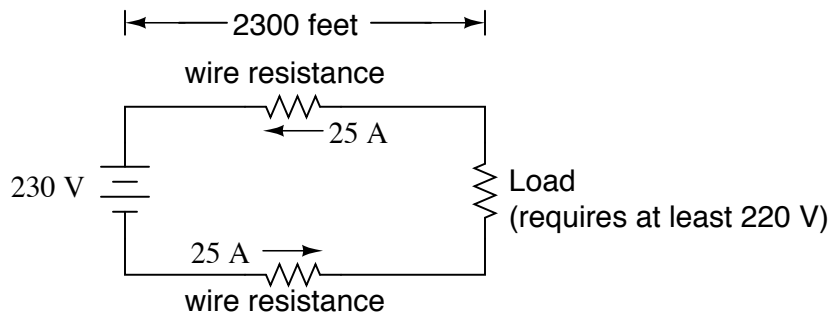 2300 feet
wire resistance
25 A
230 V
Load
(requires at least 220 V)
25 A
wire resistance